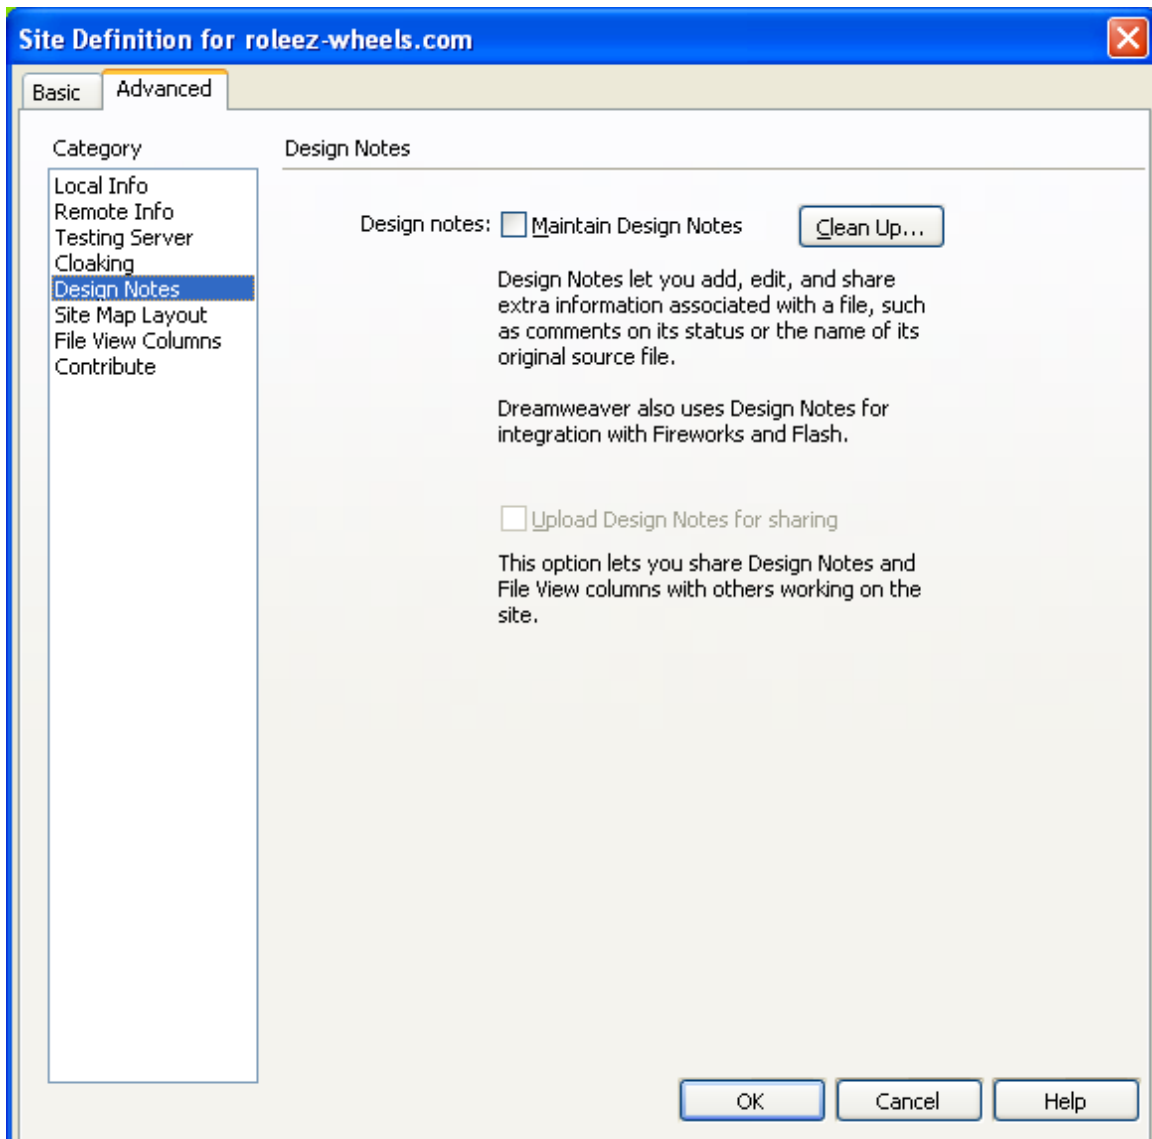 Site Definition for roleez-wheels.com
Basic
Advanced
Category
Local Info
Remote Info
Testing Server
Cloaking
Design Notes
Site Map Layout
File View Columns
Contribute
Design Notes
Design notes:
Maintain Design Notes
Clean Up...
Design Notes let you add, edit, and share
extra information associated with a file, such
as comments on its status or the name of its
original source file.
Dreamweaver also uses Design Notes for
integration with Fireworks and Flash.
Upload Design Notes for sharing
This option lets you share Design Notes and
File View columns with others working on the
site.
OK
Cancel
Help